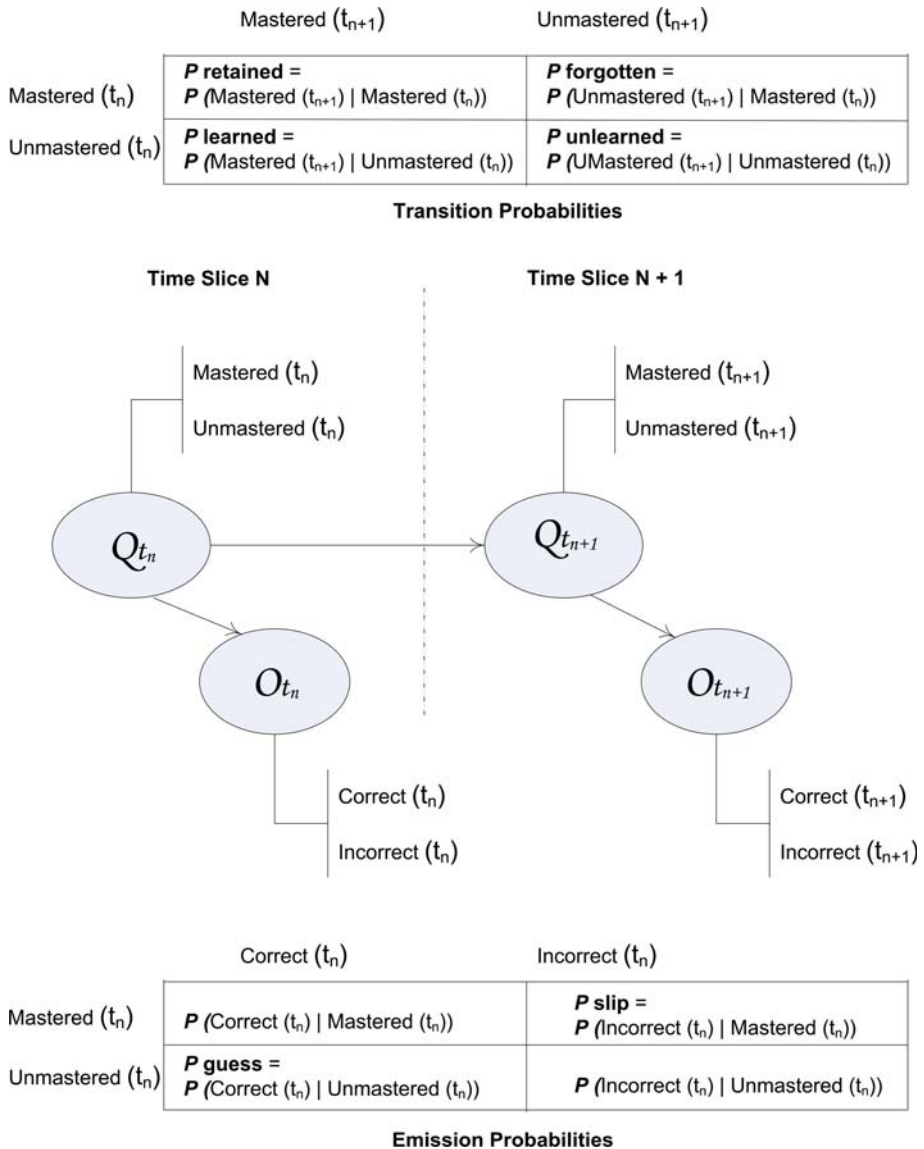 Mastered (tn+1) Unmastered (tn+1)
Mastered (tn)
P retained =
P (Mastered (tn+1) | Mastered (tn))
P forgotten =
P (Unmastered (tn+1) | Mastered (tn))
Unmastered (tn)
P learned =
P (Mastered (tn+1) | Unmastered (tn))
P unlearned =
P (UMastered (tn+1) | Unmastered (tn))
Transition Probabilities
Time Slice N Time Slice N + 1
Mastered (tn)
Unmastered (tn)
Mastered (tn+1)
Unmastered (tn+1)
Qtn
Qtn+1
Otn
Otn+1
Correct (tn)
Incorrect (tn)
Correct (tn+1)
Incorrect (tn+1)
Correct (tn) Incorrect (tn)
Mastered (tn)
P (Correct (tn) | Mastered (tn))
P slip =
P (Incorrect (tn) | Mastered (tn))
Unmastered (tn)
P guess =
P (Correct (tn) | Unmastered (tn))
P (Incorrect (tn) | Unmastered (tn))
Emission Probabilities